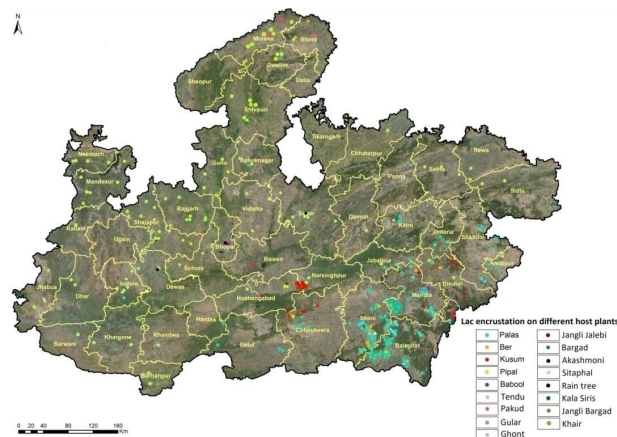 N
Morena
Bhind
Gwalior
Datia
Sheopur
Shivpuri
Tikamgarh
Chhatarpur
Rewa
Neemuch
Guna
Ashoknagar
Panna
Satna
Sidhi
Mandsaur
Rajgarh
Vidisha
Damoh
Katni
Umaria
Shahdol
Ratlam
Shajapur
Ujjain
Bhopal
Raisen
Jabalpur
Anuppur
Sehore
Narsinghpur
Dindori
Jhabua
Indore
Dewas
Hoshangabad
Mandla
Dhar
Harda
Chhindwara
Seoni
Khargone
Khandwa
Betul
Balaghat
Barwani
Burhanpur
Lac encrustation on different host plants
Palas
Ber
Kusum
Pipal
Babool
Tendu
Pakud
Gular
Ghont
Jangli Jalebi
Bargad
Akashmoni
Sitaphal
Rain tree
Kala Siris
Jangli Bargad
Khair
0 20 40 80 120 160
Km